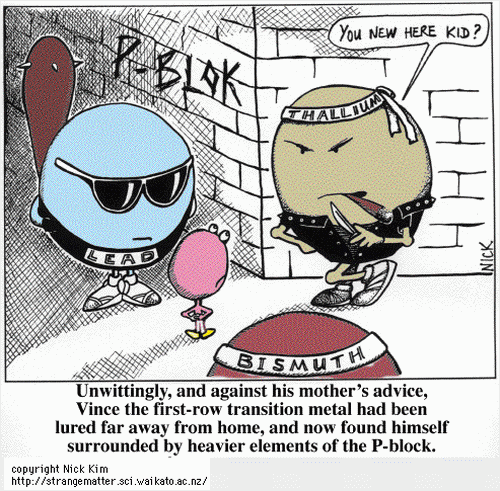 P-BLOK
YOU NEW HERE KID?
THALLIUM
LEAD
NICK
BISMUTH
Unwittingly, and against his mother's advice,
Vince the first-row transition metal had been
lured far away from home, and now found himself
surrounded by heavier elements of the P-block.
copyright Nick Kim
http://strangematter.sci.waikato.ac.nz/